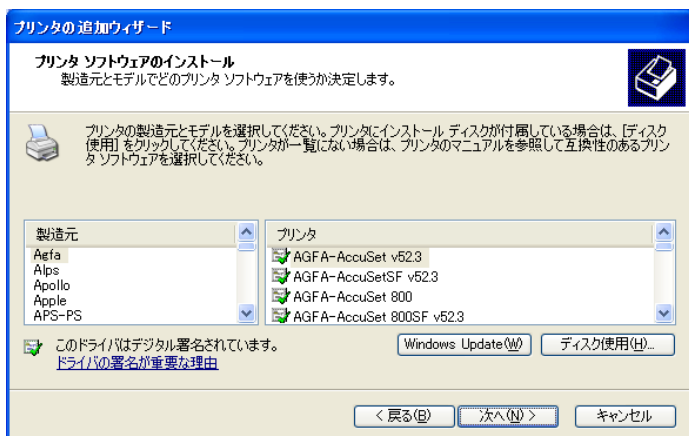 プリンタの追加ウィザード
プリンタ ソフトウェアのインストール
製造元とモデルでどのプリンタ ソフトウェアを使うか決定します。
プリンタの製造元とモデルを選択してください。プリンタにインストール ディスクが付属している場合は、[ディスク
使用] をクリックしてください。プリンタが一覧にない場合は、プリンタのマニュアルを参照して互換性のあるプリン
タ ソフトウェアを選択してください。
製造元
Agfa
Alps
Apollo
Apple
APS-PS
プリンタ
AGFA-AccuSet v52.3
AGFA-AccuSetSF v52.3
AGFA-AccuSet 800
AGFA-AccuSet 800SF v52.3
このドライバはデジタル署名されています。
ドライバの署名が重要な理由
Windows Update(W)
ディスク使用(H)...
< 戻る(B)
次へ(N) >
キャンセル